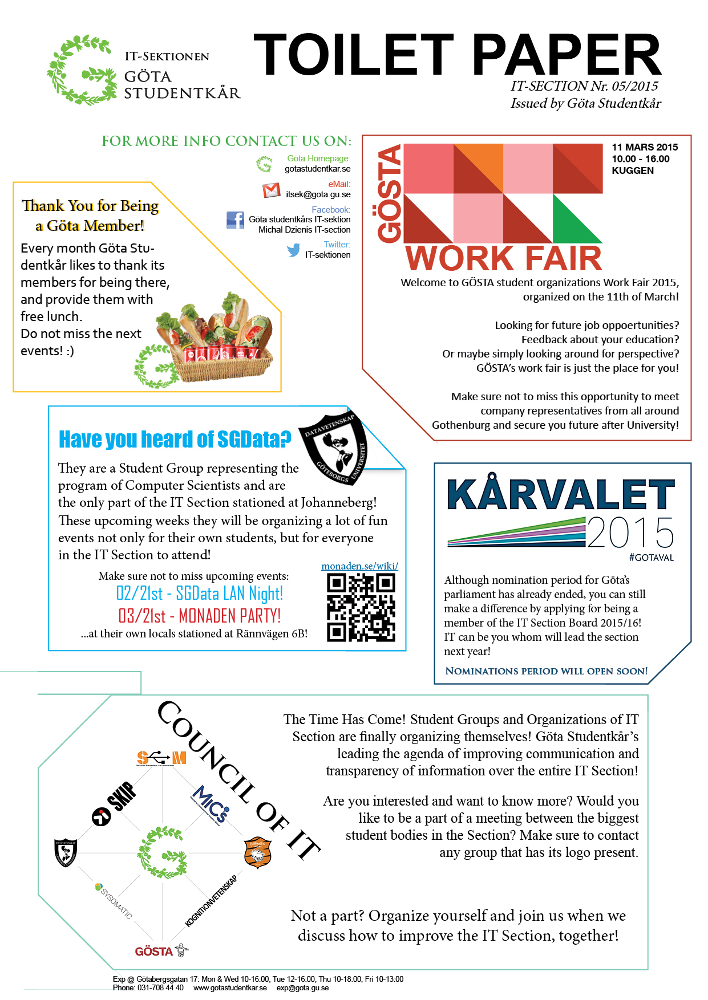 IT-Sektionen
GÖTA
STUDENTKÅR
TOILET PAPER
IT-SECTION Nr. 05/2015
Issued by Göta Studentkår
FOR MORE INFO CONTACT US ON:
Göta Homepage:
gotastudentkar.se
eMail:
itsek@gota.gu.se
Facebook:
Göta studentkårs IT-sektion
Michal Dzienis IT-section
Twitter:
IT-sektionen
Thank You for Being
a Göta Member!
Every month Göta Stu-
dentkår likes to thank its
members for being there,
and provide them with
free lunch.
Do not miss the next
events! :)
GÖSTA
WORK FAIR
11 MARS 2015
10.00 - 16.00
KUGGEN
Welcome to GÖSTA student organizations Work Fair 2015,
organized on the 11th of March!
Looking for future job oppoertunities?
Feedback about your education?
Or maybe simply looking around for perspective?
GÖSTA's work fair is just the place for you!
Make sure not to miss this opportunity to meet
company representatives from all around
Gothenburg and secure you future after University!
Have you heard of SGData?
DATAVETENSKAP
GÖTEBORGS UNIVERSITET
They are a Student Group representing the
program of Computer Scientists and are
the only part of the IT Section stationed at Johanneberg!
These upcoming weeks they will be organizing a lot of fun
events not only for their own students, but for everyone
in the IT Section to attend!
Make sure not to miss upcoming events:
02/21st - SGData LAN Night!
03/21st - MONADEN PARTY!
...at their own locals stationed at Rännvägen 6B!
monaden.se/wiki/
KÅRVALET
2015
#GOTAVAL
Although nomination period for Göta's
parliament has already ended, you can still
make a difference by applying for being a
member of the IT Section Board 2015/16!
IT can be you whom will lead the section
next year!
Nominations period will open soon!
Council of IT
S M
SKIP
MICS
SYSOMATIC
KOGNITIONVETENSKAP
GÖSTA
The Time Has Come! Student Groups and Organizations of IT
Section are finally organizing themselves! Göta Studentkår's
leading the agenda of improving communication and
transparency of information over the entire IT Section!
Are you interested and want to know more? Would you
like to be a part of a meeting between the biggest
student bodies in the Section? Make sure to contact
any group that has its logo present.
Not a part? Organize yourself and join us when we
discuss how to improve the IT Section, together!
Exp @ Götabergsgatan 17. Mon & Wed 10-16.00, Tue 12-16.00, Thu 10-18.00, Fri 10-13.00
Phone: 031-708 44 40 www.gotastudentkar.se exp@gota.gu.se